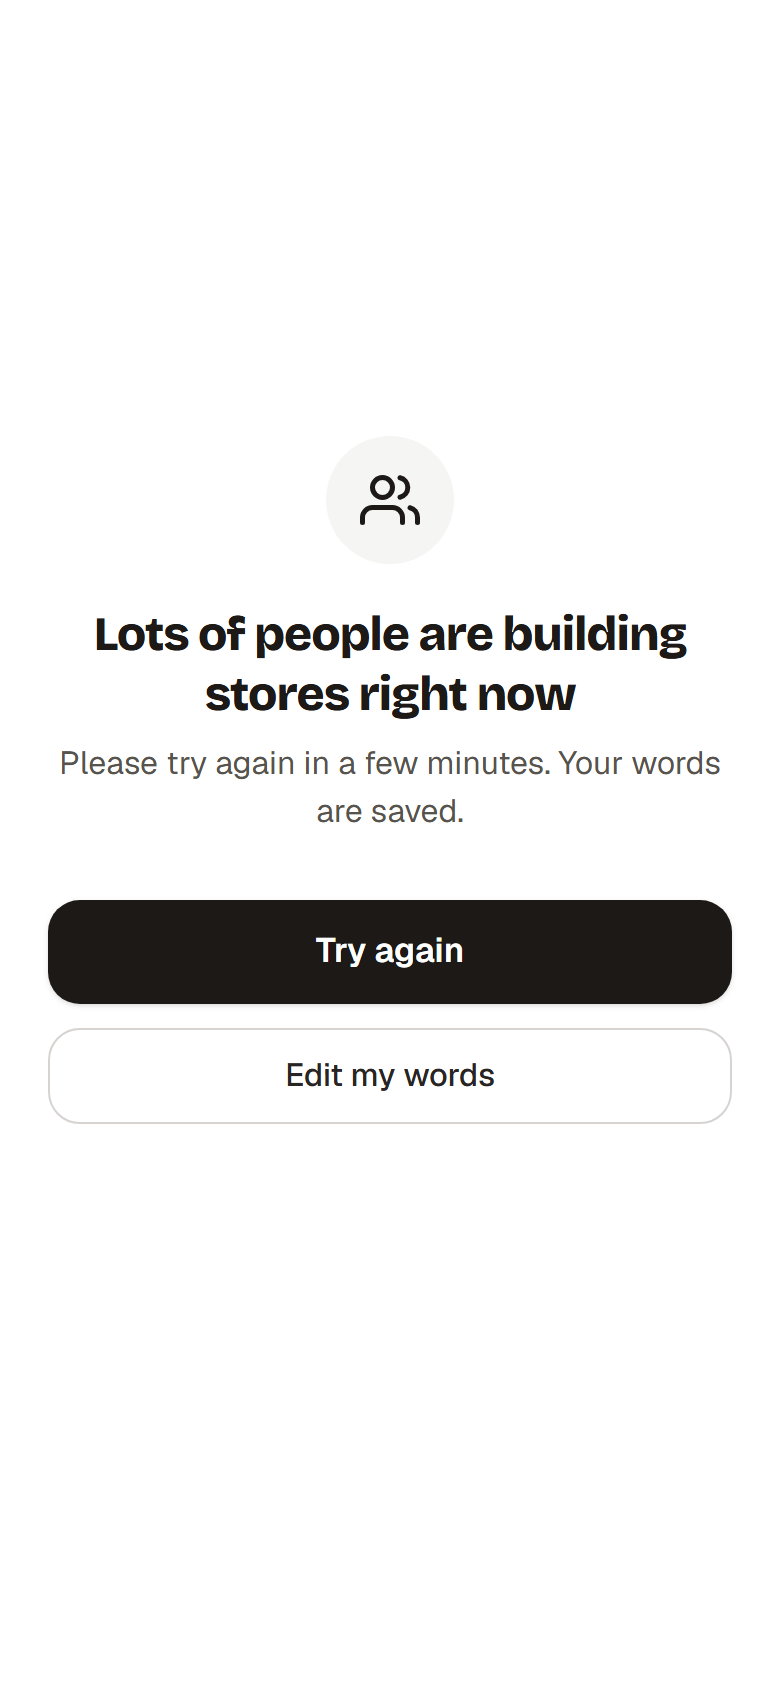 Lots of people are building
stores right now
Please try again in a few minutes. Your words
are saved.
Try again
Edit my words